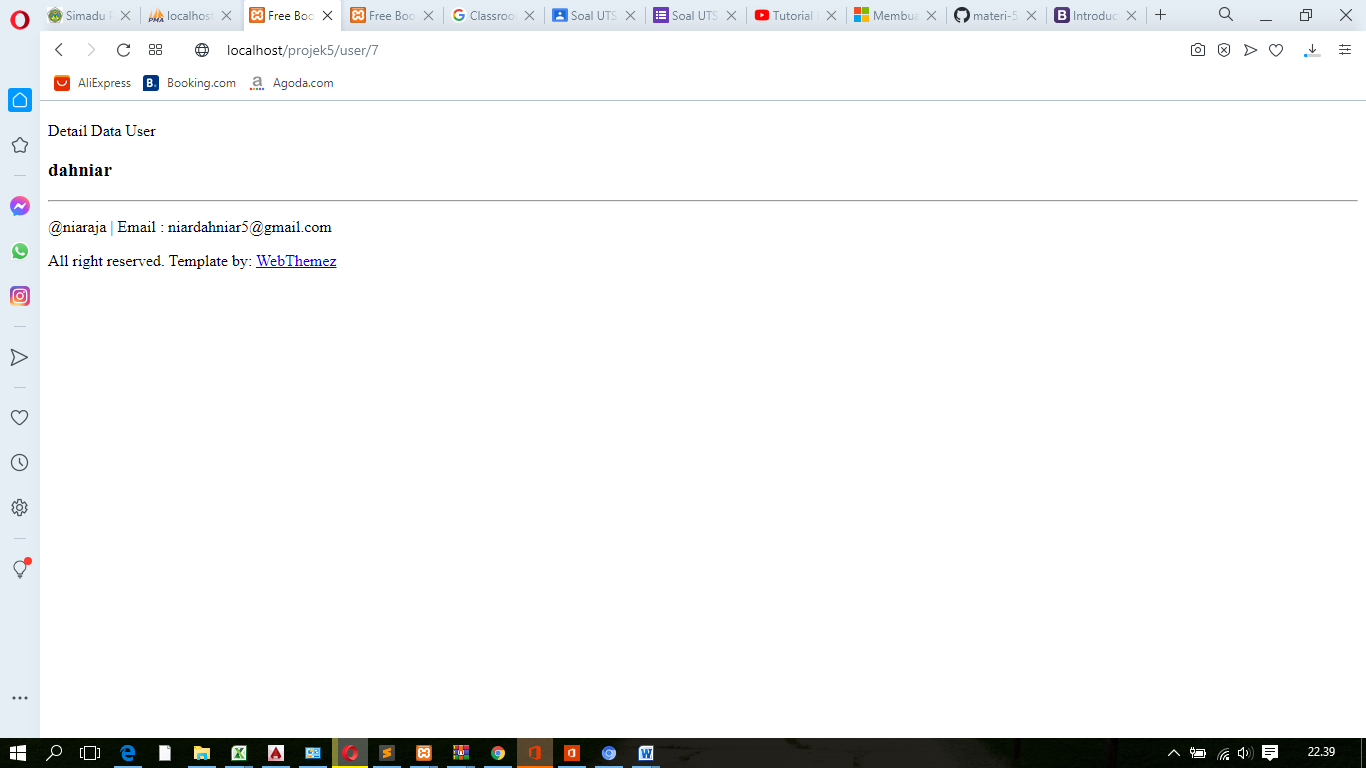 Simadu
localhost
Free Boo
Free Boo
Classroo
Soal UTS
Soal UTS
Tutorial
Membua
materi-5
Introduc
localhost/projek5/user/7
AliExpress
B. Booking.com
a Agoda.com
Detail Data User
dahniar
@niaraja | Email : niardahniar5@gmail.com
All right reserved. Template by: WebThemez
22.39